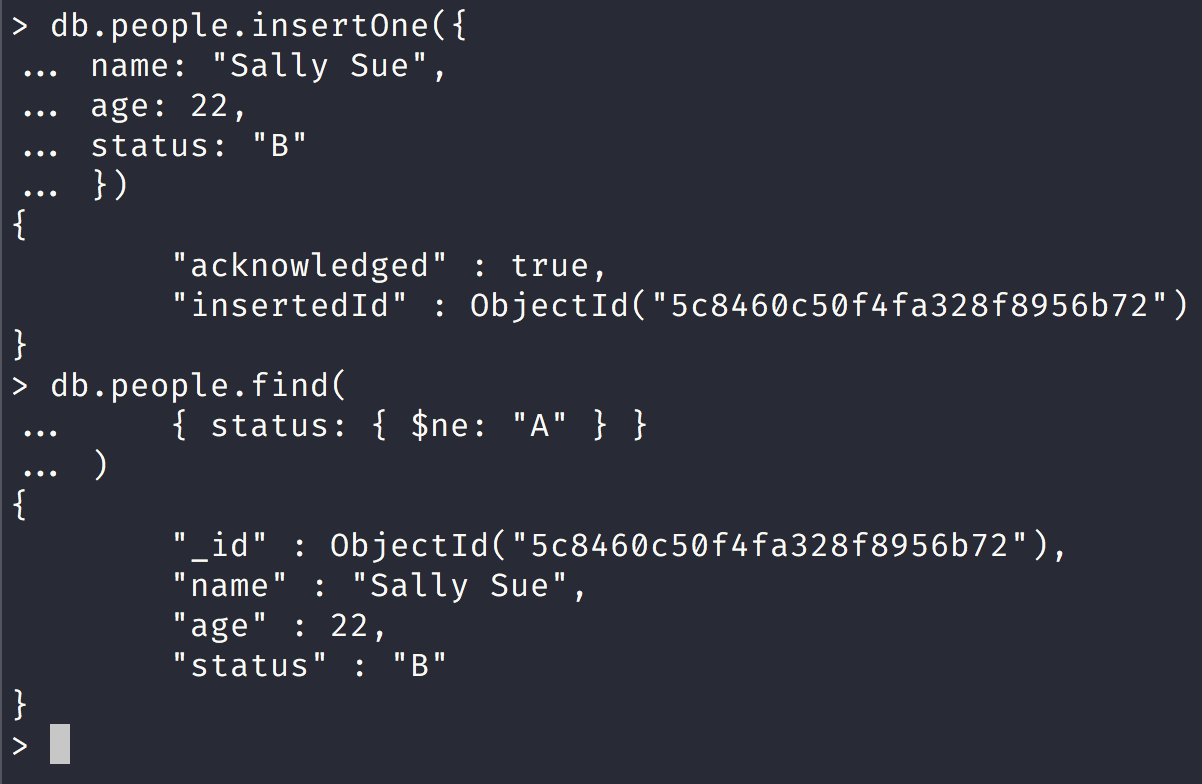 > db.people.insertOne({
... name: "Sally Sue",
... age: 22,
... status: "B"
... })
{
        "acknowledged" : true,
        "insertedId" : ObjectId("5c8460c50f4fa328f8956b72")
}
> db.people.find(
...     { status: { $ne: "A" } }
... )
{
        "_id" : ObjectId("5c8460c50f4fa328f8956b72"),
        "name" : "Sally Sue",
        "age" : 22,
        "status" : "B"
}
>